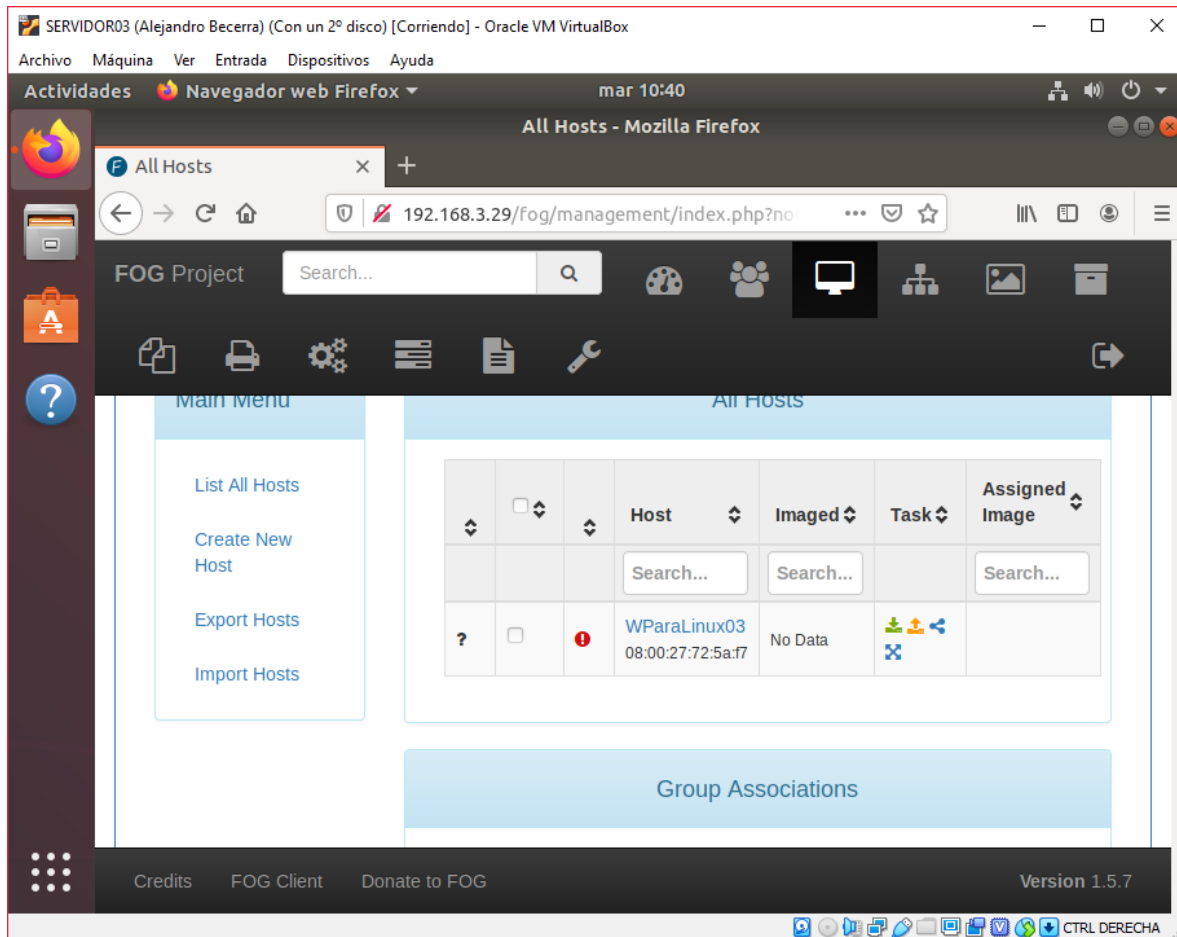 SERVIDOR03 (Alejandro Becerra) (Con un 2º disco) [Corriendo] - Oracle VM VirtualBox
Archivo Máquina Ver Entrada Dispositivos Ayuda
Actividades Navegador web Firefox mar 10:40
All Hosts - Mozilla Firefox
All Hosts
192.168.3.29/fog/management/index.php?no
FOG Project Search...
Main Menu
All Hosts
List All Hosts
Create New
Host
Export Hosts
Import Hosts
Host Imaged Task Assigned
Image
Search... Search... Search...
? WParaLinux03 No Data
08:00:27:72:5a:f7
Group Associations
Credits FOG Client Donate to FOG Version 1.5.7
CTRL DERECHA